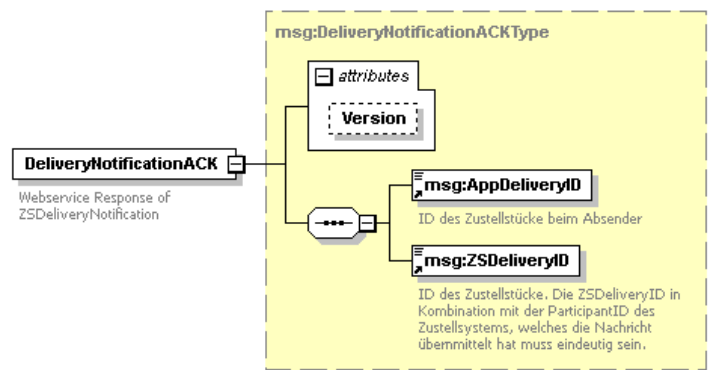 msg:DeliveryNotificationACKType
attributes
Version
DeliveryNotificationACK
Webservice Response of
ZSDeliveryNotification
msg:AppDeliveryID
ID des Zustellstücke beim Absender
msg:ZSDeliveryID
ID des Zustellstücke. Die ZSDeliveryID in
Kombination mit der ParticipantID des
Zustellsystems, welches die Nachricht
übernmittelt hat muss eindeutig sein.